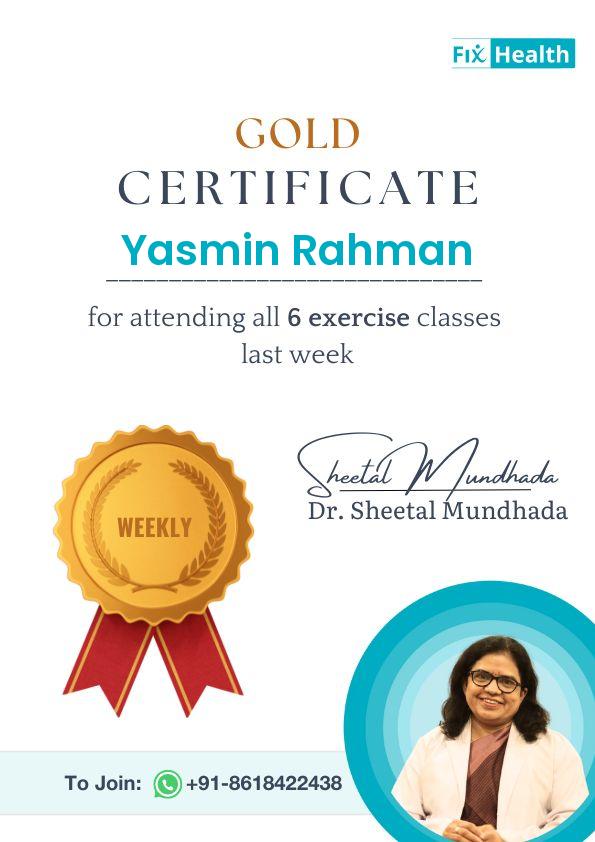 Fix Health
GOLD
CERTIFICATE
Yasmin Rahman
for attending all 6 exercise classes
last week
WEEKLY
Sheetal Mundhada
Dr. Sheetal Mundhada
To Join: +91-8618422438